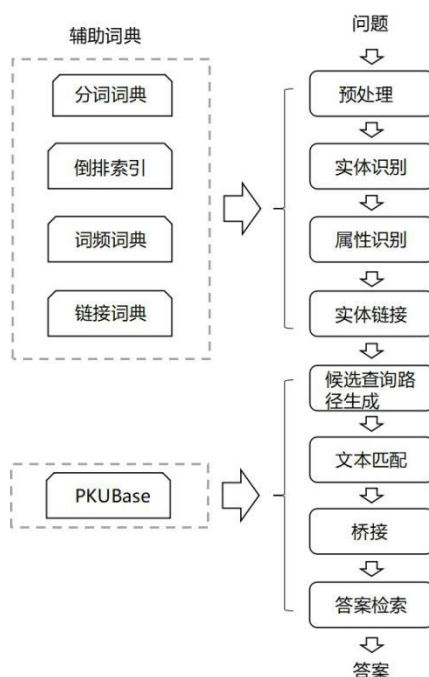 辅助词典
分词词典
倒排索引
词频词典
链接词典
PKUBase
问题
预处理
实体识别
属性识别
实体链接
候选查询路
径生成
文本匹配
桥接
答案检索
答案